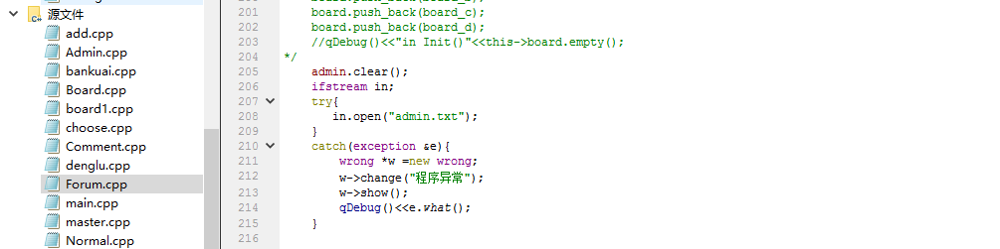 源文件
add.cpp
Admin.cpp
bankuai.cpp
Board.cpp
board1.cpp
choose.cpp
Comment.cpp
denglu.cpp
Forum.cpp
main.cpp
master.cpp
Normal.cpp
201 board.push_back(board_c);
202 board.push_back(board_d);
203 //qDebug()<<"in Init()"<<this->board.empty();
204 */
205 admin.clear();
206 ifstream in;
207 try{
208 in.open("admin.txt");
209 }
210 catch(exception &e){
211 wrong *w =new wrong;
212 w->change("程序异常");
213 w->show();
214 qDebug()<<e.what();
215 }
216